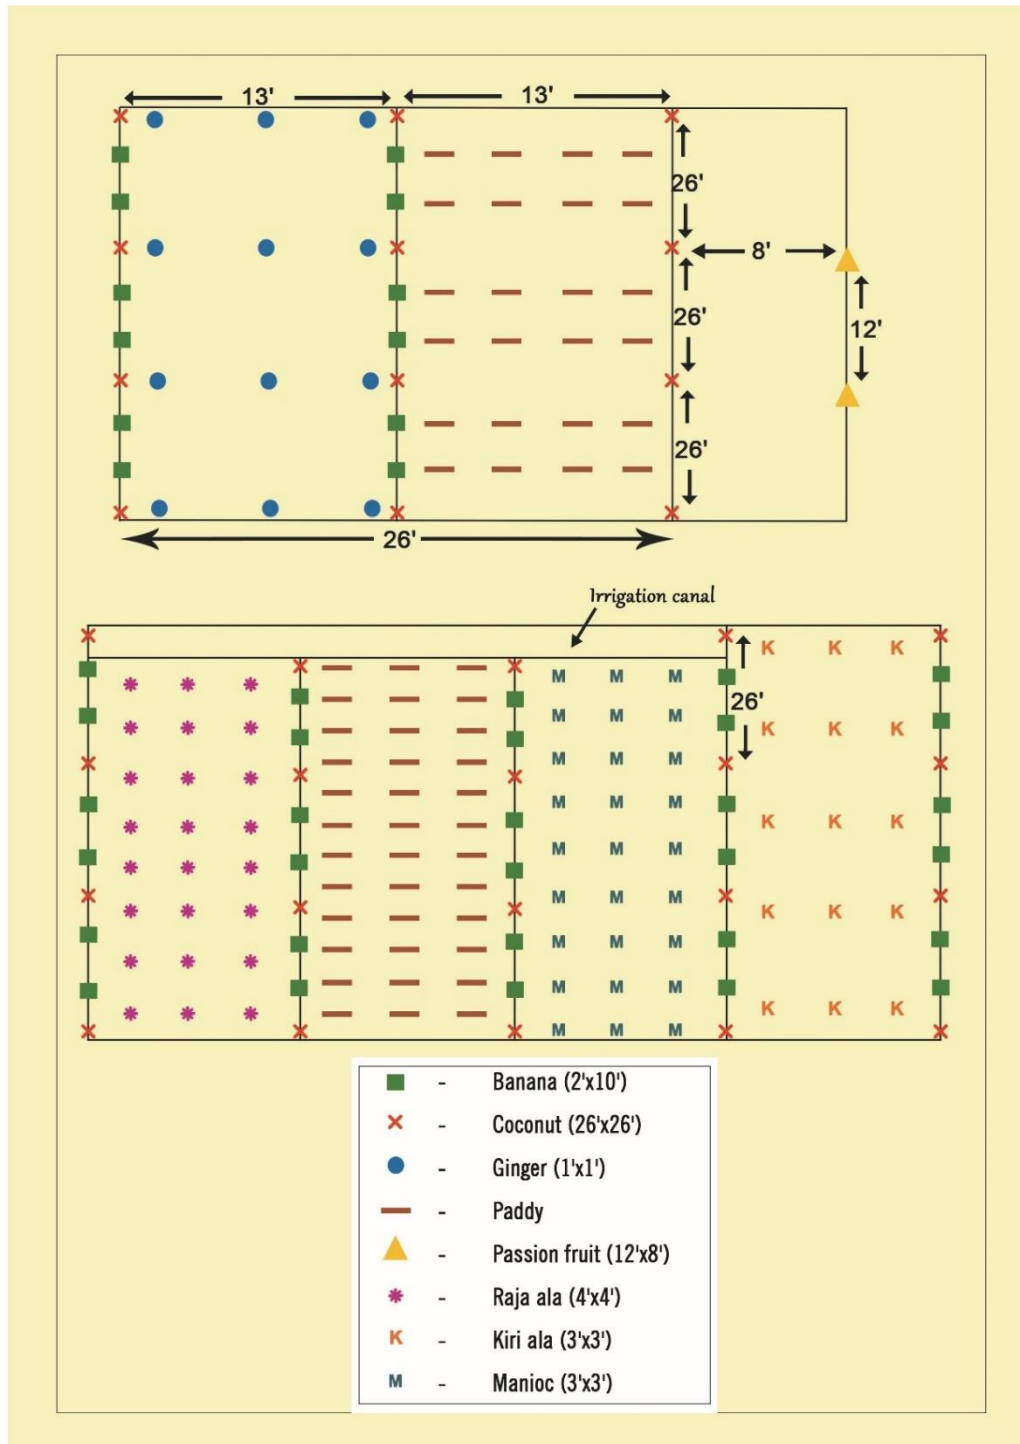 13'
13'
26'
8'
26'
12'
26'
26'
Irrigation canal
K K K
M M M
26'
M M M
K K K
M M M
M M M
K K K
M M M
M M M
K K K
M M M
M M M
K K K
M M M
- Banana (2'x10')
- Coconut (26'x26')
- Ginger (1'x1')
- Paddy
- Passion fruit (12'x8')
- Raja ala (4'x4')
K - Kiri ala (3'x3')
M - Manioc (3'x3')